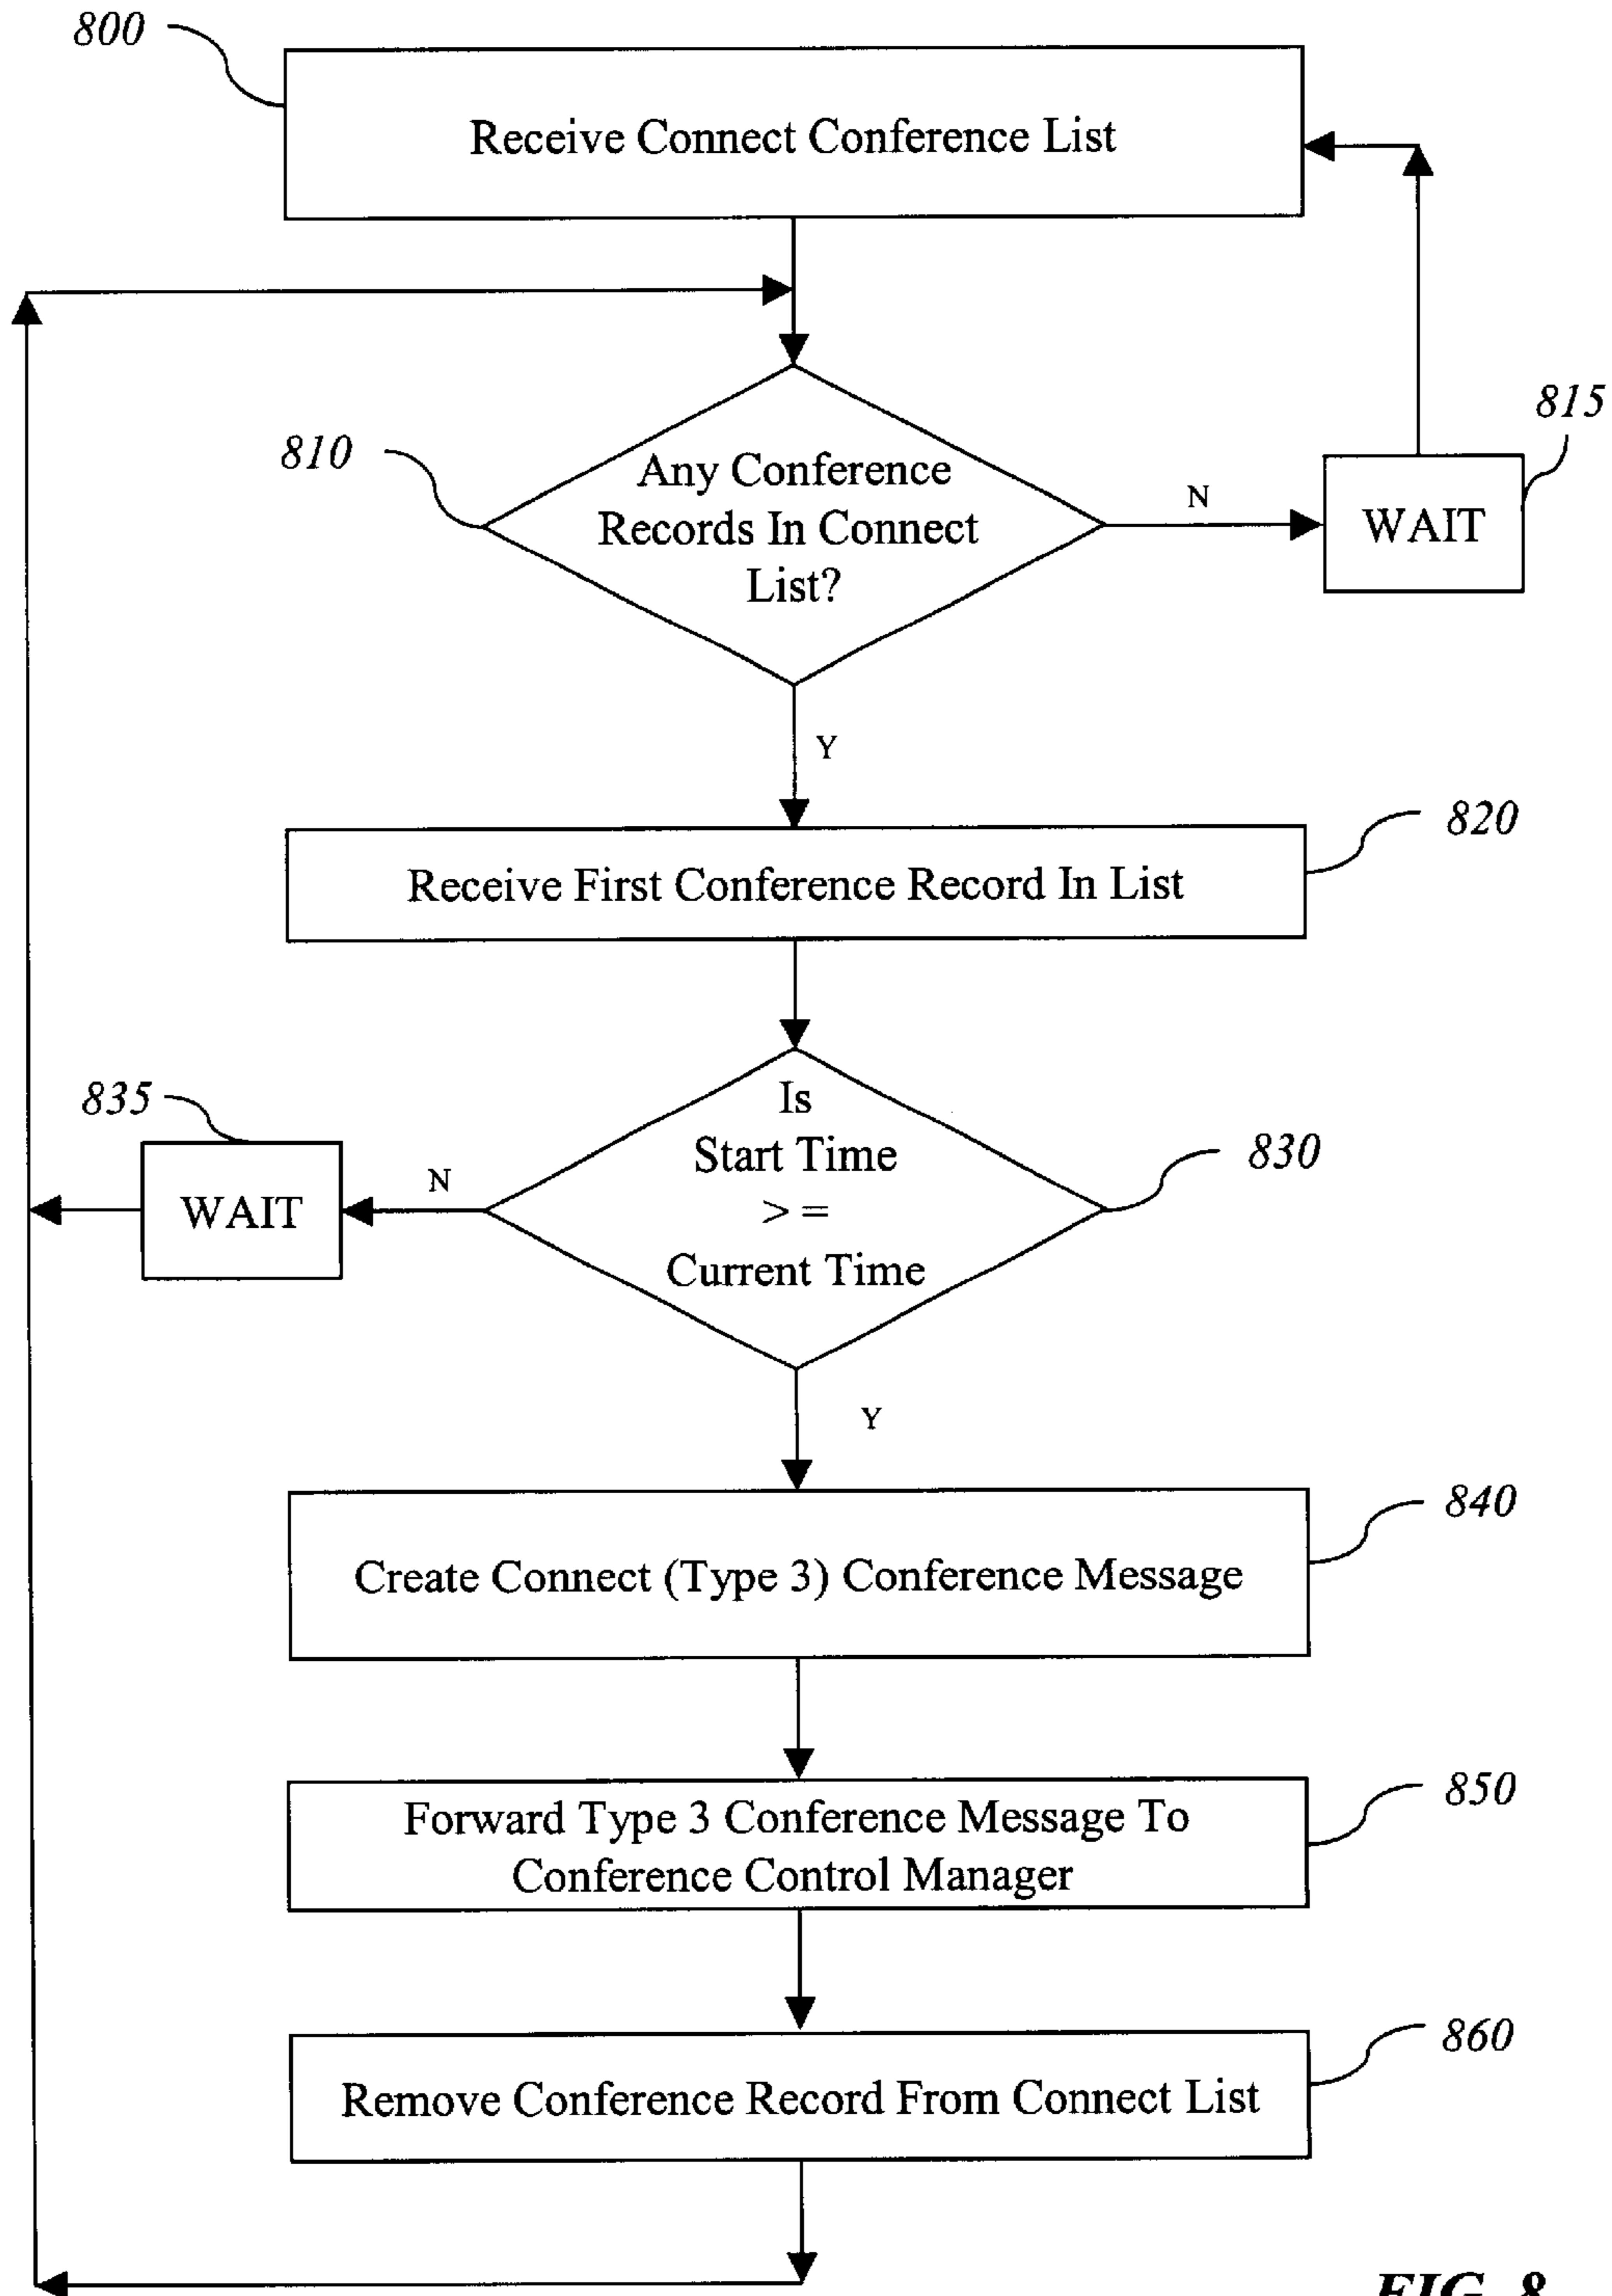 800
Receive Connect Conference List
810
Any Conference
Records In Connect
List?
N
815
WAIT
Y
820
Receive First Conference Record In List
835
WAIT
N
Is
Start Time
> =
Current Time
830
Y
840
Create Connect (Type 3) Conference Message
850
Forward Type 3 Conference Message To
Conference Control Manager
860
Remove Conference Record From Connect List
FIG. 8